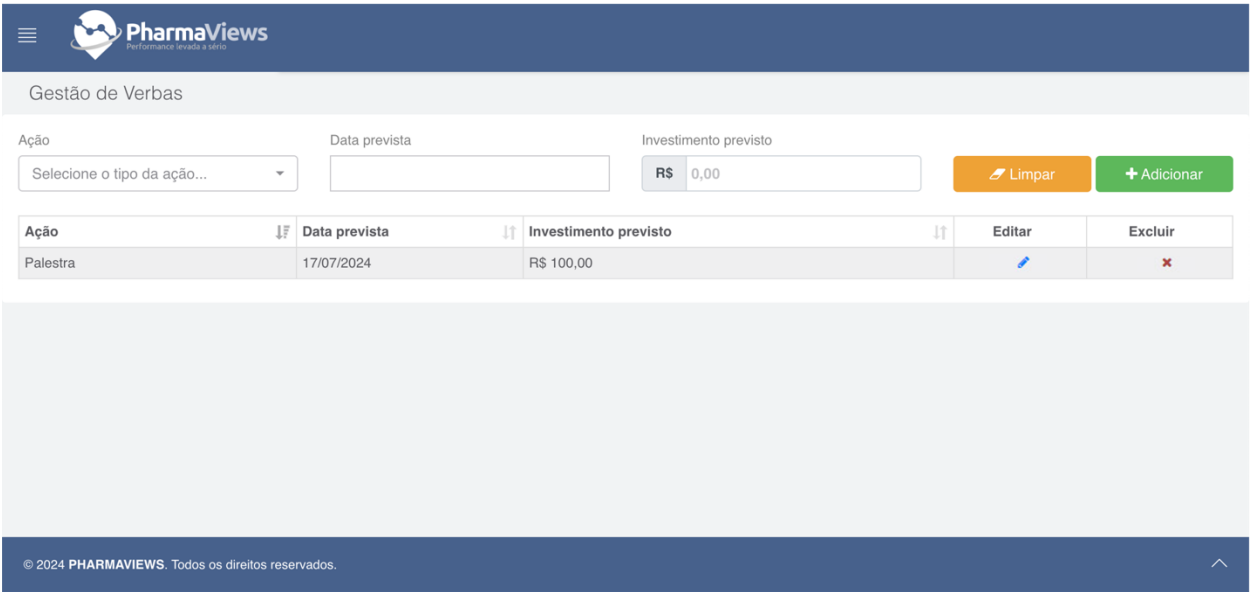 PharmaViews
Performance levada a sério
Gestão de Verbas
Ação Data prevista Investimento previsto
Selecione o tipo da ação... R$ 0,00 Limpar Adicionar
Ação Data prevista Investimento previsto Editar Excluir
Palestra 17/07/2024 R$ 100,00
© 2024 PHARMAVIEWS. Todos os direitos reservados.